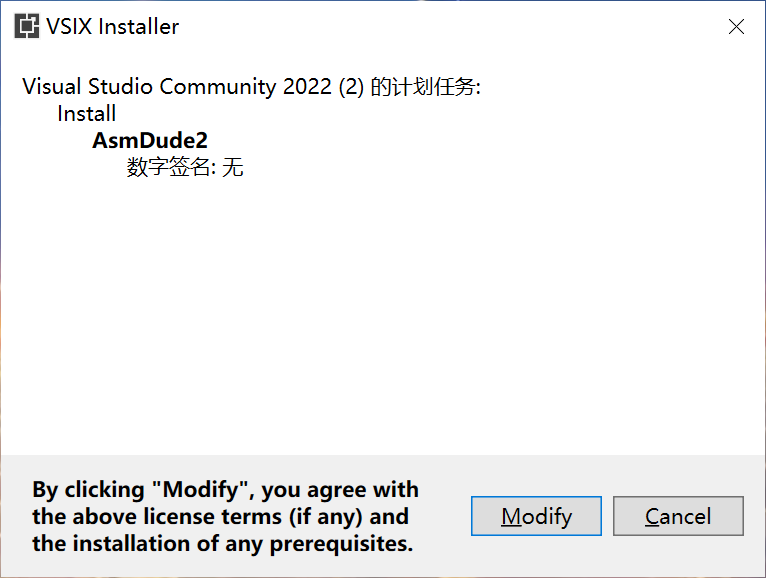 VSIX Installer
Visual Studio Community 2022 (2) 的计划任务:
Install
AsmDude2
数字签名: 无
By clicking "Modify", you agree with
the above license terms (if any) and
the installation of any prerequisites.
Modify
Cancel